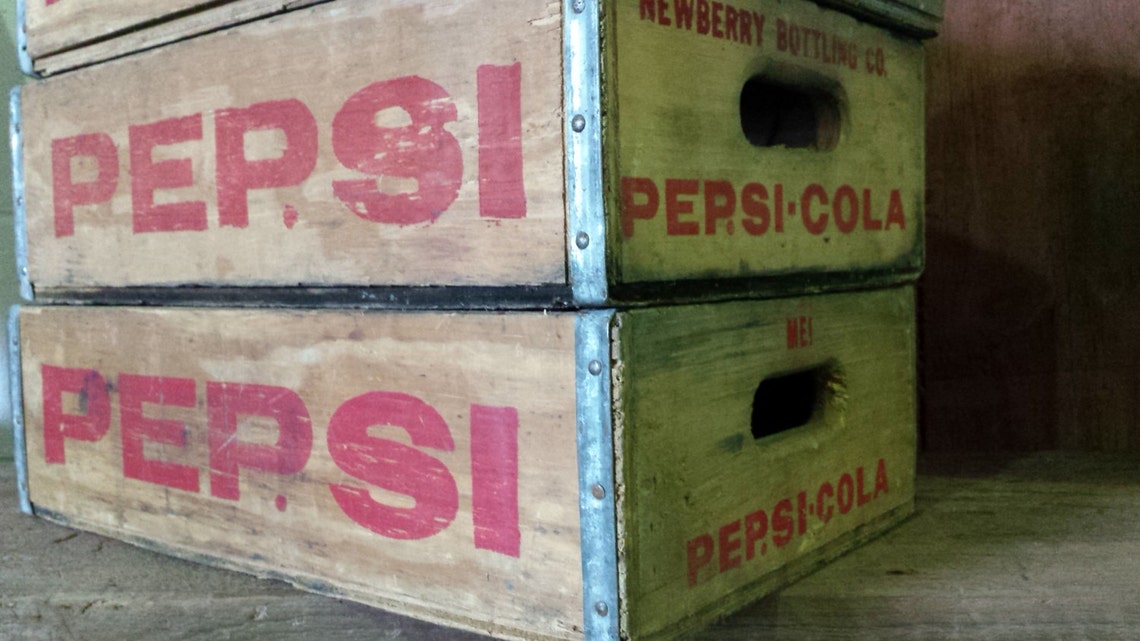 PEPSI
NEWBERRY BOTTLING CO.
PEPSI·COLA
PEPSI
MEI
PEPSI·COLA